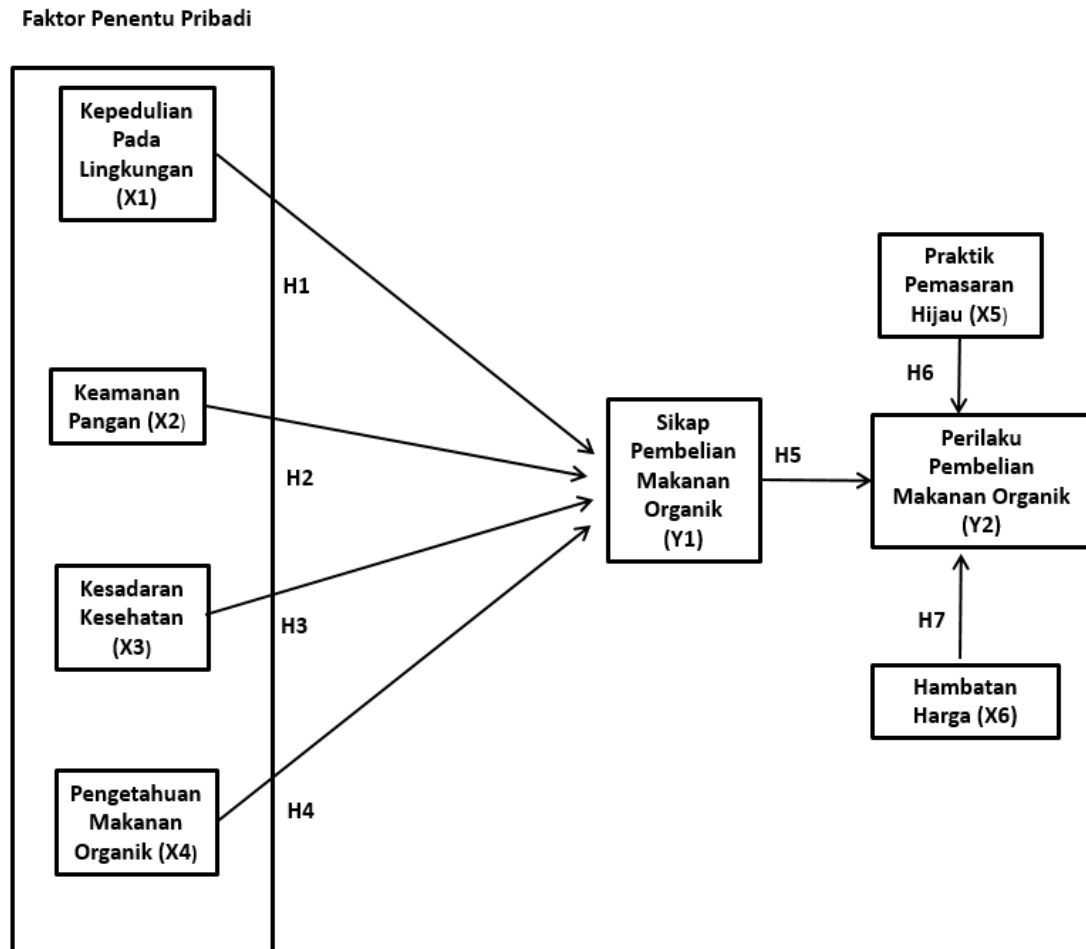 Faktor Penentu Pribadi
Kepedulian
Pada
Lingkungan
(X1)
H1
Keamanan
Pangan (X2)
H2
Kesadaran
Kesehatan
(X3)
H3
Pengetahuan
Makanan
Organik (X4)
H4
Sikap
Pembelian
Makanan
Organik
(Y1)
H5
Praktik
Pemasaran
Hijau (X5)
H6
Perilaku
Pembelian
Makanan Organik
(Y2)
H7
Hambatan
Harga (X6)